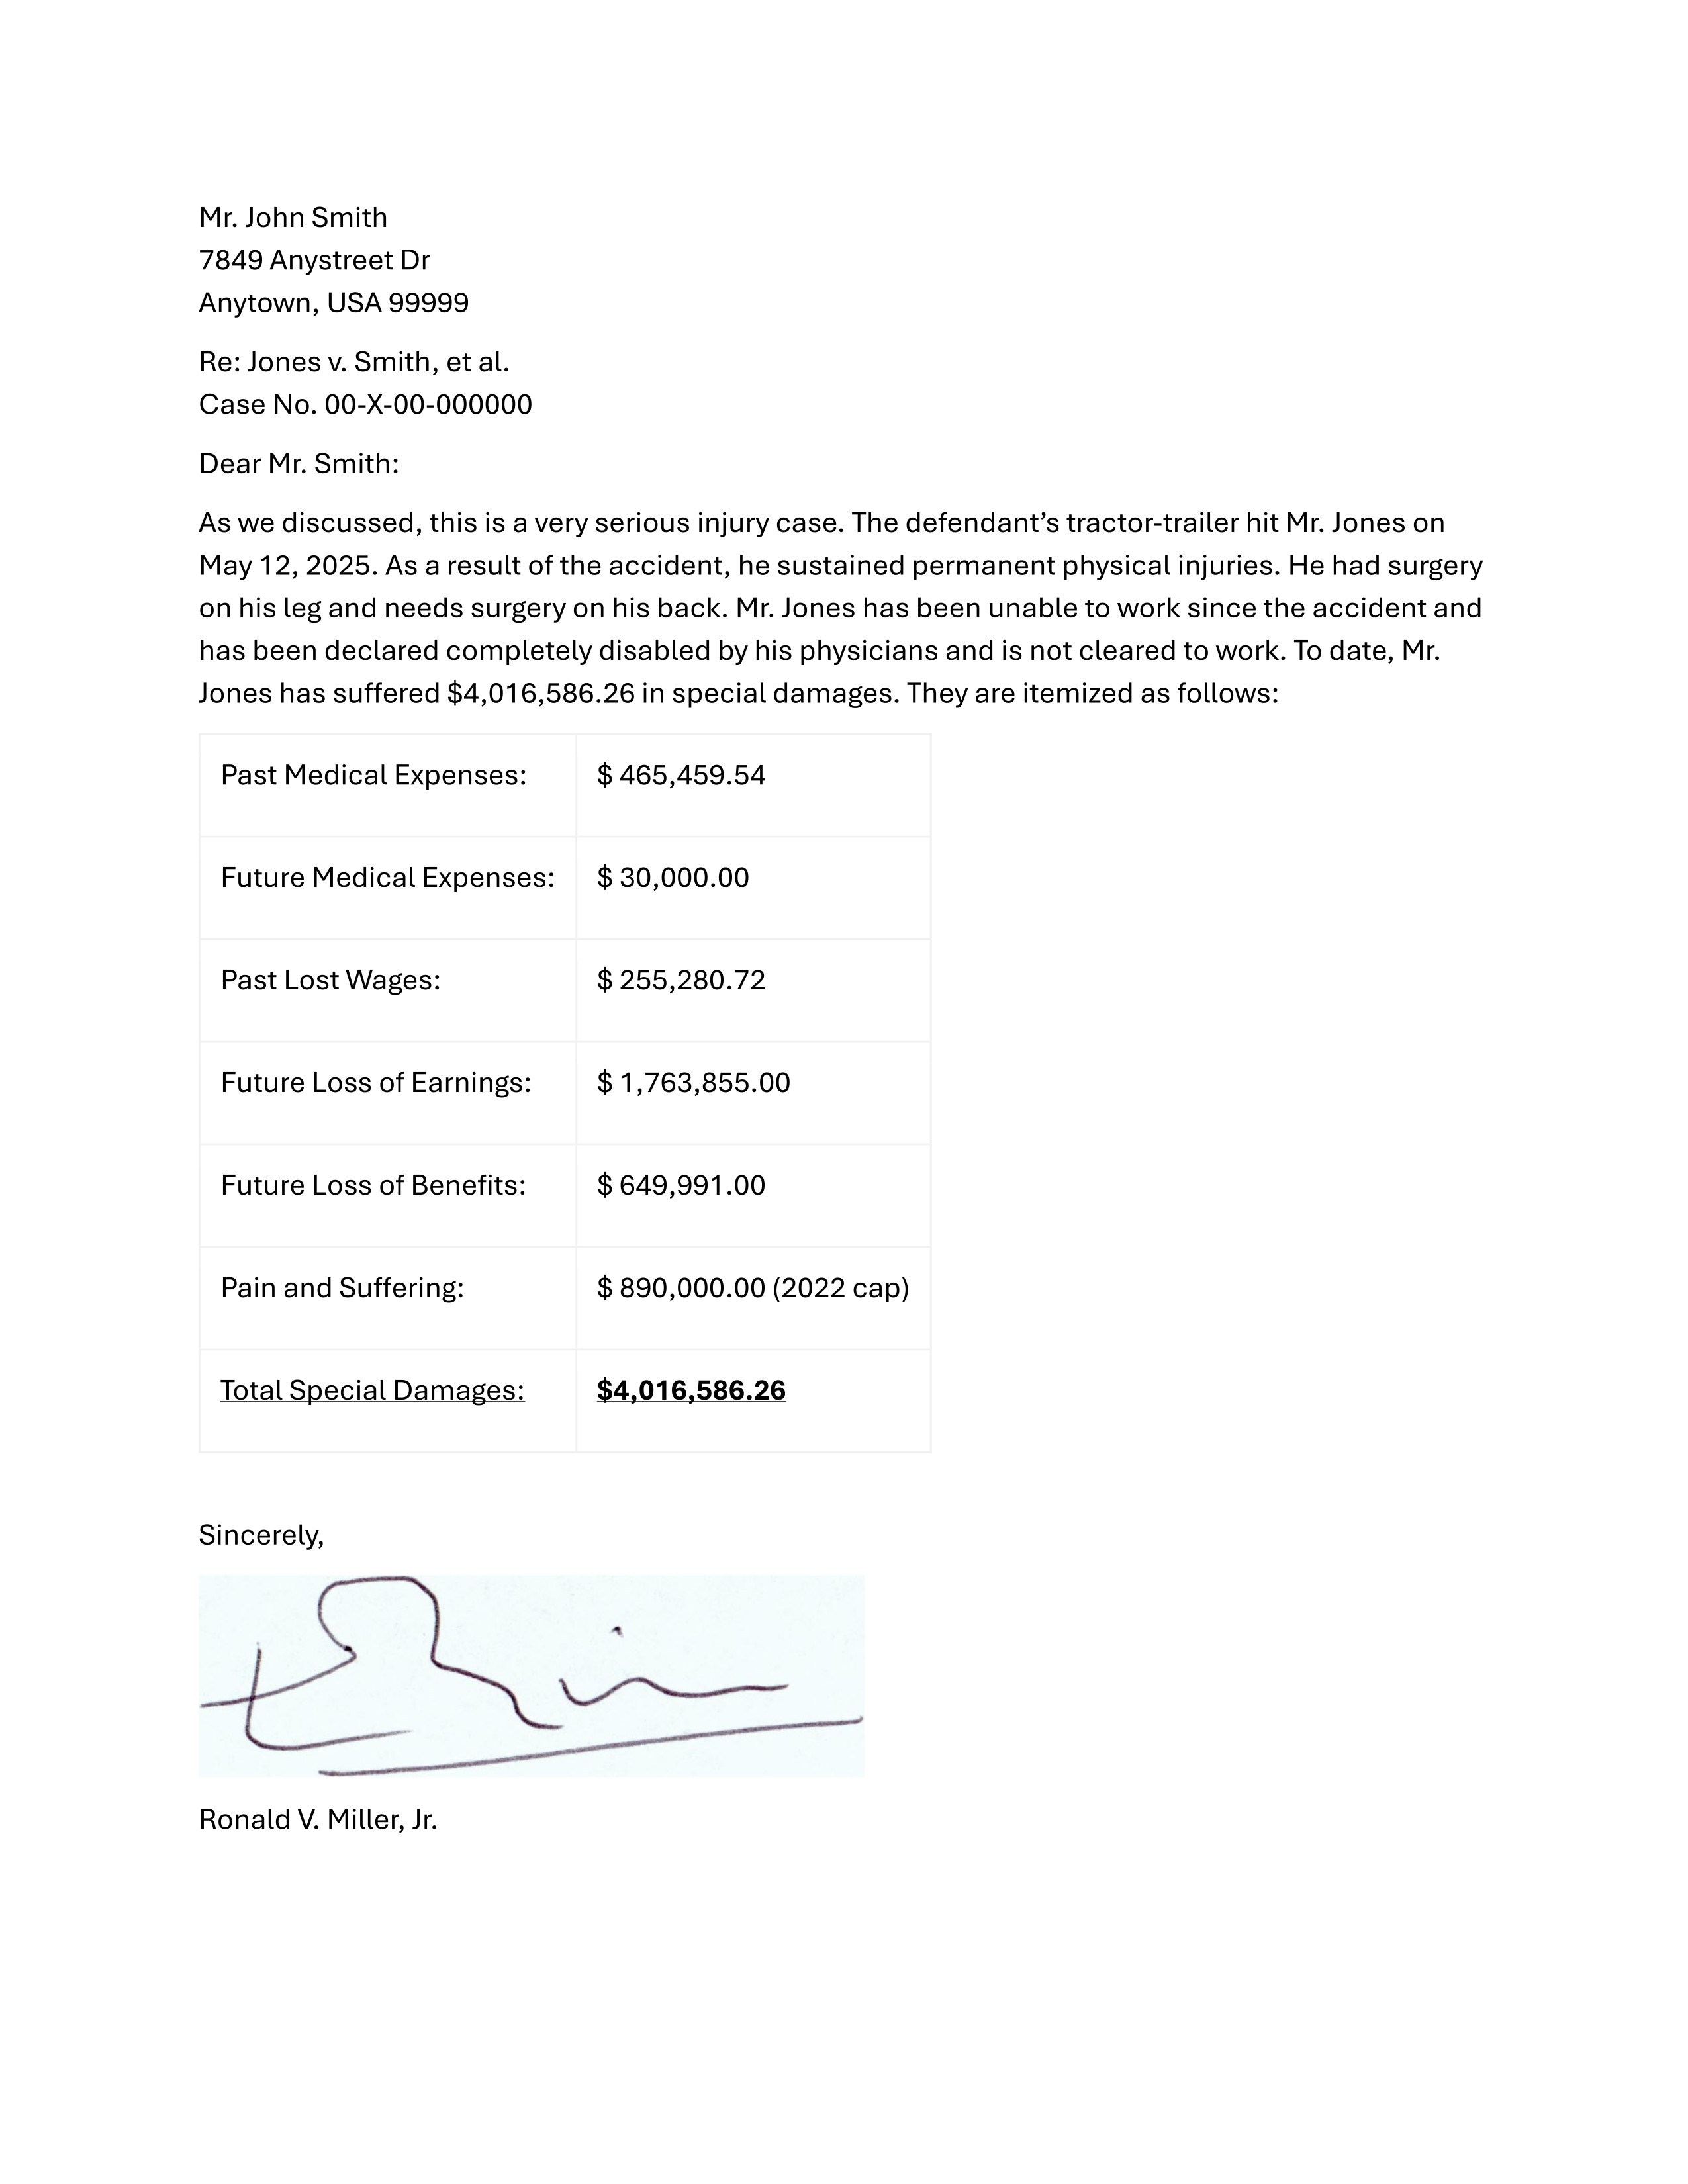 Mr. John Smith
7849 Anystreet Dr
Anytown, USA 99999
Re: Jones v. Smith, et al.
Case No. 00-X-00-000000
Dear Mr. Smith:
As we discussed, this is a very serious injury case. The defendant’s tractor-trailer hit Mr. Jones on
May 12, 2025. As a result of the accident, he sustained permanent physical injuries. He had surgery
on his leg and needs surgery on his back. Mr. Jones has been unable to work since the accident and
has been declared completely disabled by his physicians and is not cleared to work. To date, Mr.
Jones has suffered $4,016,586.26 in special damages. They are itemized as follows:
Past Medical Expenses: $ 465,459.54
Future Medical Expenses: $ 30,000.00
Past Lost Wages: $ 255,280.72
Future Loss of Earnings: $ 1,763,855.00
Future Loss of Benefits: $ 649,991.00
Pain and Suffering: $ 890,000.00 (2022 cap)
Total Special Damages: $4,016,586.26
Sincerely,
Ronald V. Miller, Jr.